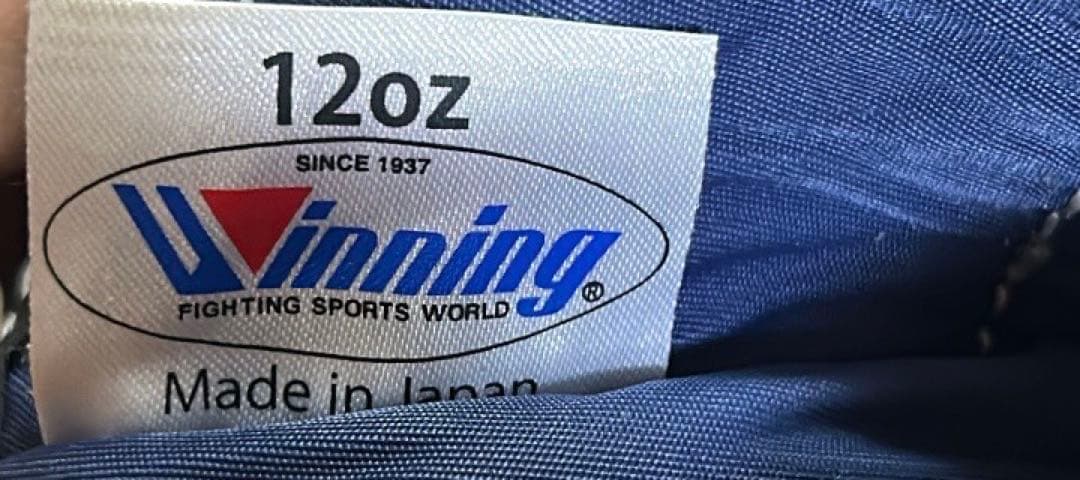 12oz
SINCE 1937
Winning®
FIGHTING SPORTS WORLD
Made in Japan